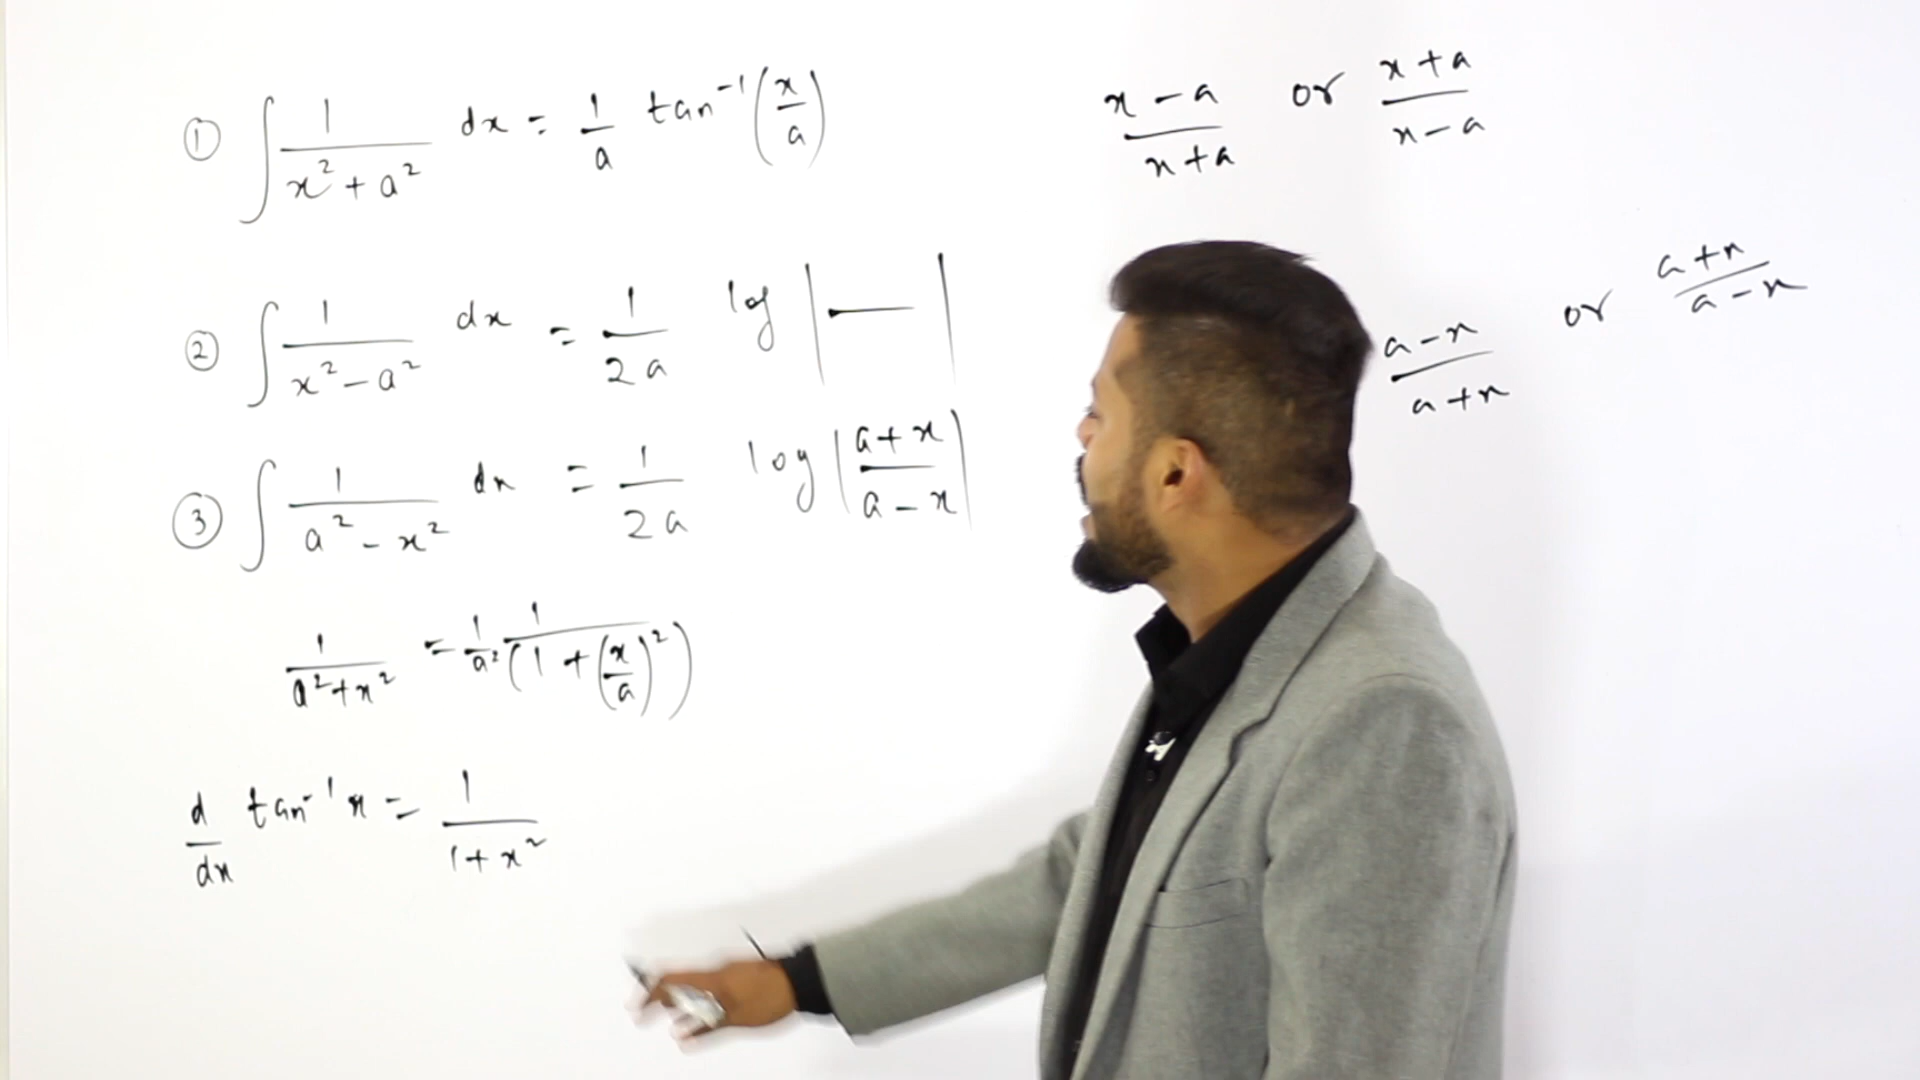 ① ∫ 1/(x² + a²) dx = 1/a tan⁻¹(x/a)
x - a / x + a or x + a / x - a
② ∫ 1/(x² - a²) dx = 1/2a log |—|
a - x / a + x or a + x / a - x
③ ∫ 1/(a² - x²) dx = 1/2a log |a + x / a - x|
1/(a² + x²) = 1/a² 1/(1 + (x/a)²)
d/dx tan⁻¹ x = 1/(1 + x²)